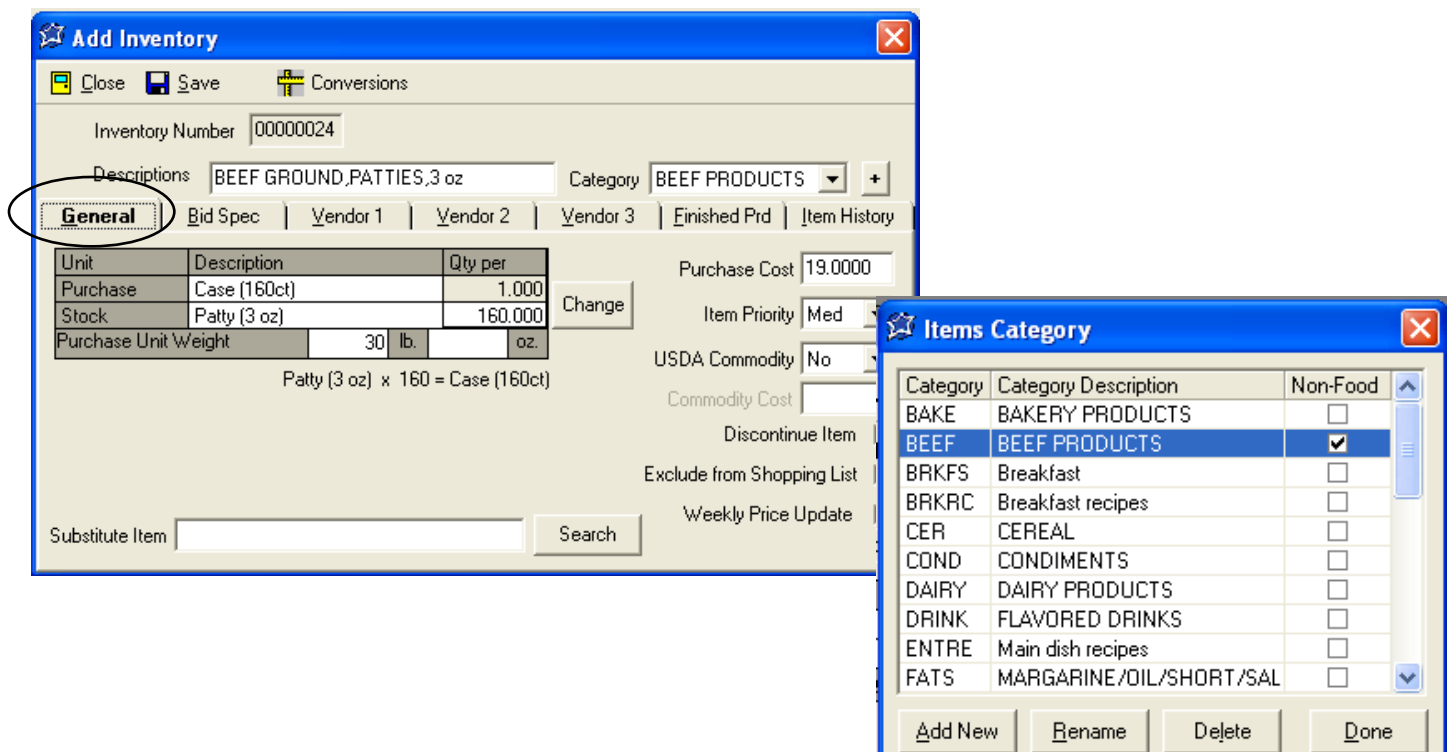 Add Inventory
Close Save Conversions
Inventory Number 00000024
Descriptions BEEF GROUND,PATTIES,3 oz Category BEEF PRODUCTS +
General Bid Spec Vendor 1 Vendor 2 Vendor 3 Finished Prd Item History
Unit Description Qty per
Purchase Case (160ct) 1.000
Stock Patty (3 oz) 160.000
Change
Purchase Unit Weight 30 lb. oz.
Patty (3 oz) x 160 = Case (160ct)
Purchase Cost 19.0000
Item Priority Med
USDA Commodity No
Commodity Cost
Discontinue Item
Exclude from Shopping List
Weekly Price Update
Substitute Item Search
Items Category
Category Category Description Non-Food
BAKE BAKERY PRODUCTS
BEEF BEEF PRODUCTS
BRKFS Breakfast
BRKRC Breakfast recipes
CER CEREAL
COND CONDIMENTS
DAIRY DAIRY PRODUCTS
DRINK FLAVORED DRINKS
ENTRE Main dish recipes
FATS MARGARINE/OIL/SHORT/SAL
Add New Rename Delete Done